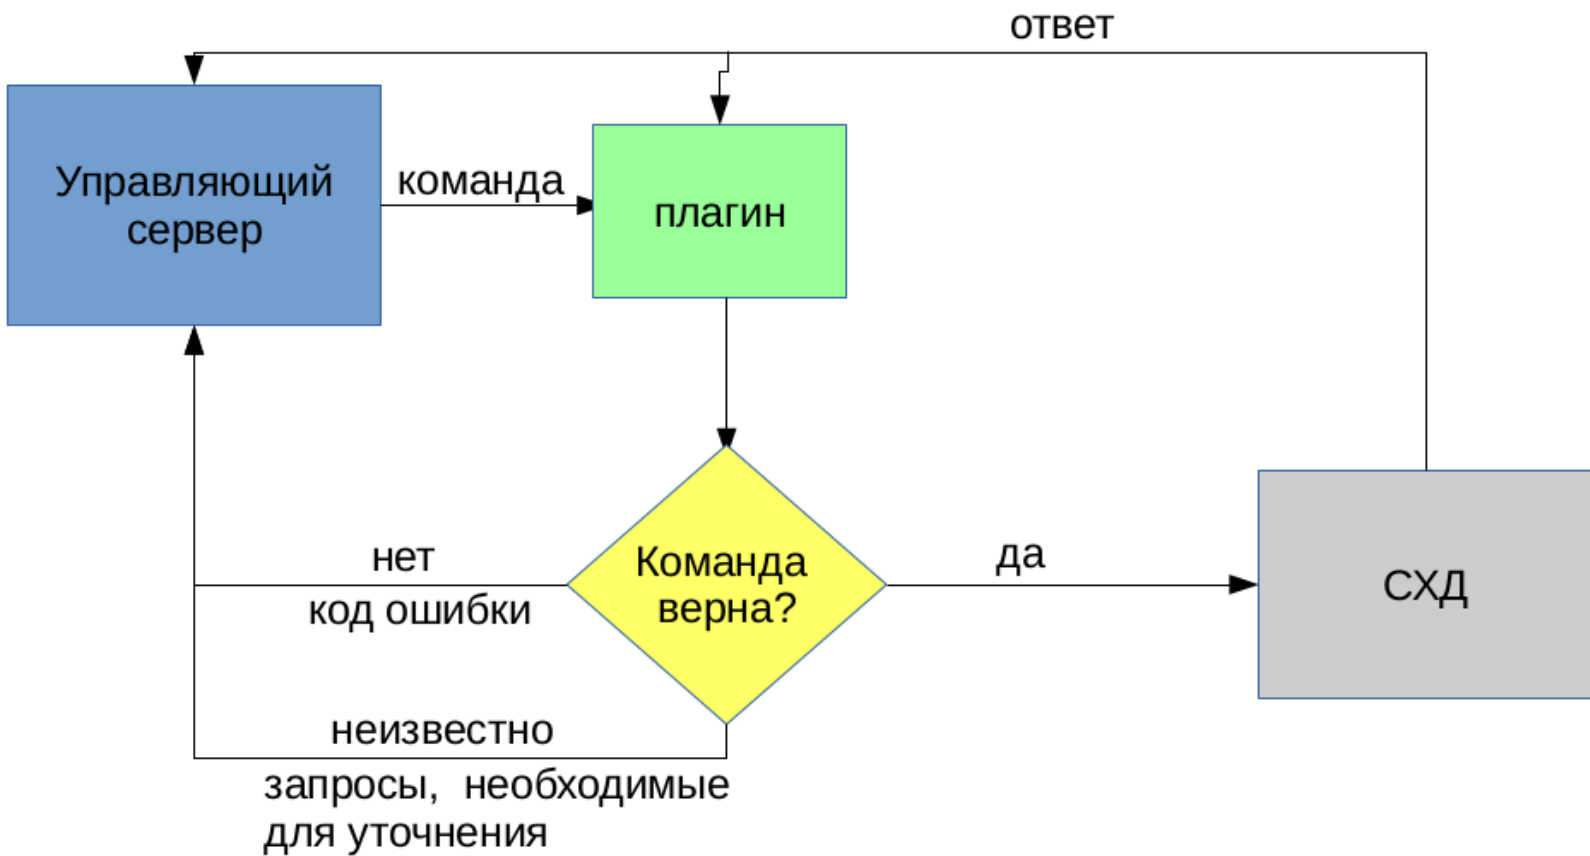 ответ
Управляющий
сервер
команда
плагин
нет
код ошибки
Команда
верна?
да
СХД
неизвестно
запросы, необходимые
для уточнения